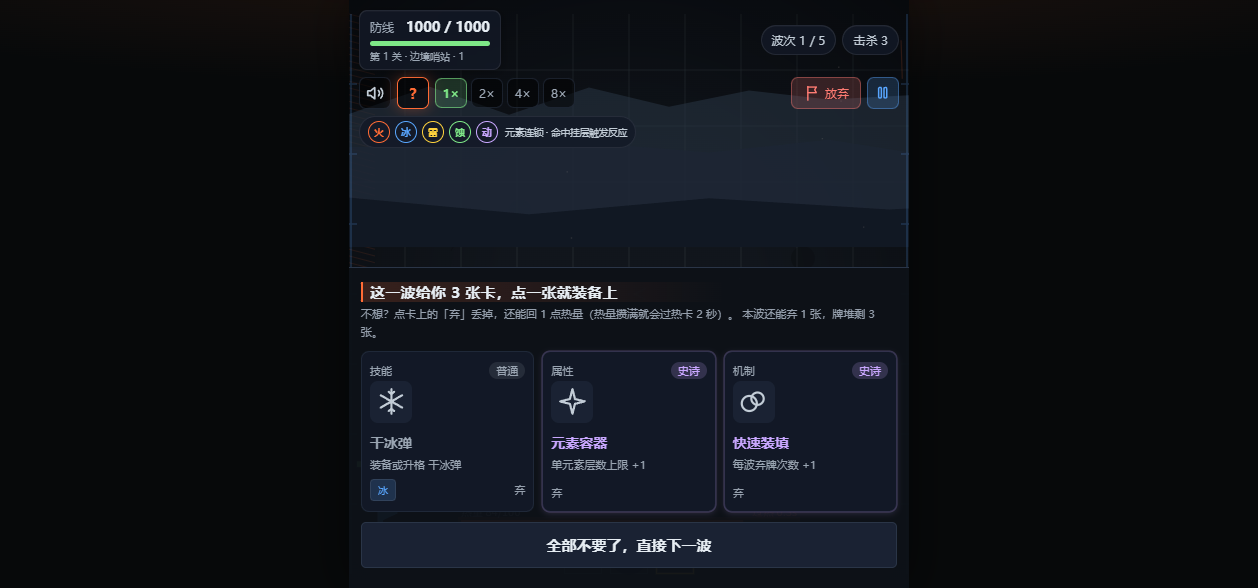 防线 1000 / 1000
第 1 关 · 边境哨站 · 1
波次 1 / 5
击杀 3
? 1× 2× 4× 8×
放弃
火 冰 雷 蚀 动 元素连锁 · 命中挂层触发反应
这一波给你 3 张卡，点一张就装备上
不想？点卡上的「弃」丢掉，还能回 1 点热量（热量攒满就会过热卡 2 秒）。 本波还能弃 1 张，牌堆剩 3
张。
技能 普通
干冰弹
装备或升格 干冰弹
冰 弃
属性 史诗
元素容器
单元素层数上限 +1
弃
机制 史诗
快速装填
每波弃牌次数 +1
弃
全部不要了，直接下一波